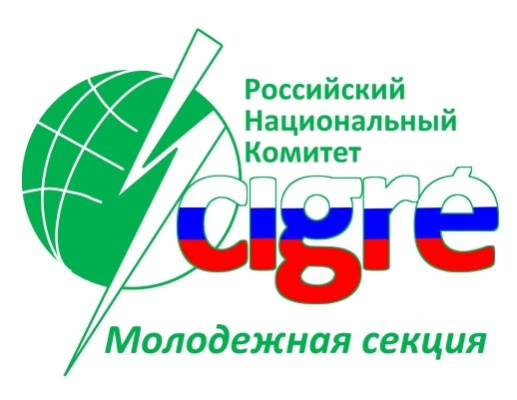 Российский
Национальный
Комитет
cigré
Молодежная секция